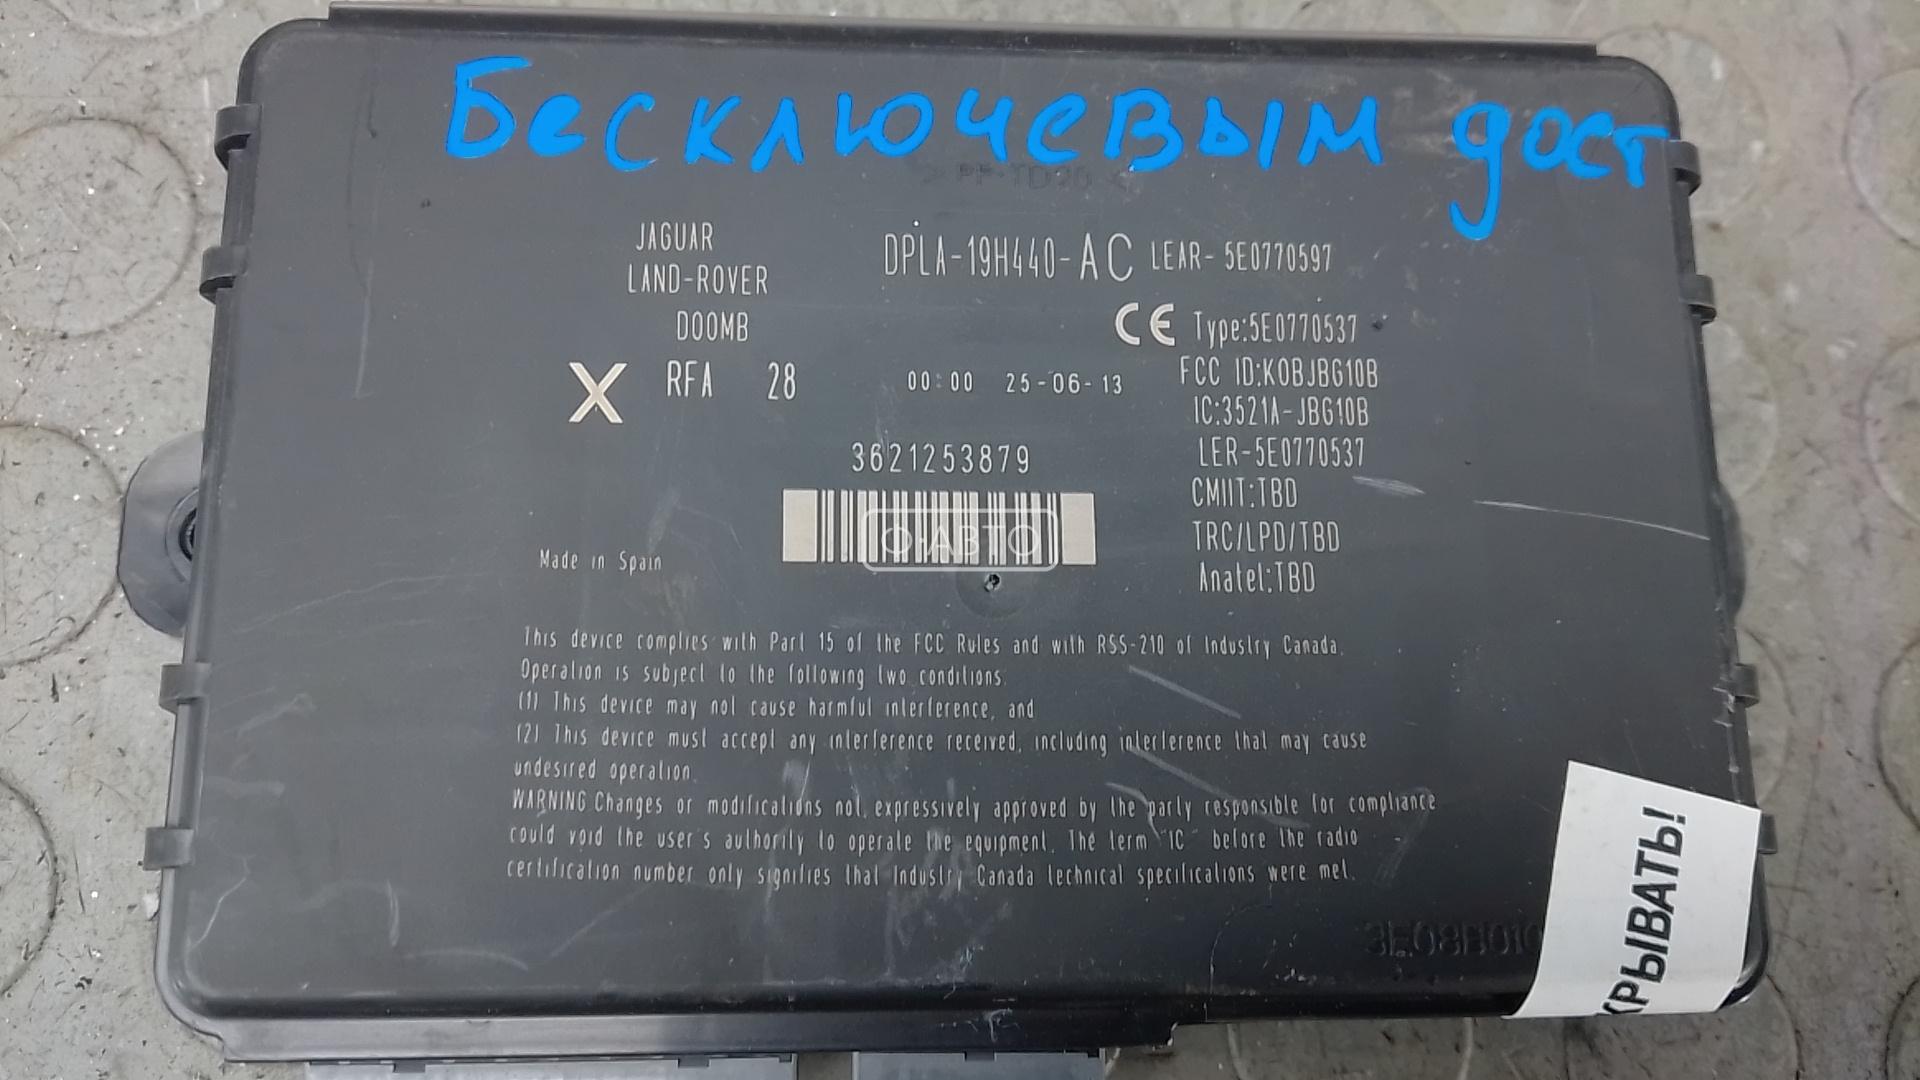 Бесключевым дост
> PP-TD20 <
JAGUAR
LAND-ROVER
DOOMB
DPLA-19H440-AC LEAR- 5E0770597
CE Type:5E0770537
X RFA 28
00:00 25-06-13
FCC ID:KOBJBG10B
IC:3521A-JBG10B
3621253879
LER-5E0770537
CMIIT:TBD
TRC/LPD/TBD
Anatel:TBD
О·АВТО
Made in Spain
This device complies with Part 15 of the FCC Rules and with RSS-210 of Industry Canada.
Operation is subject to the following two conditions:
(1) This device may not cause harmful interference, and
(2) This device must accept any interference received, including interference that may cause
undesired operation.
WARNING Changes or modifications not expressively approved by the party responsible for compliance
could void the user's authority to operate the equipment. The term "IC" before the radio
certification number only signifies that Industry Canada technical specifications were met.
3E08B010
КРЫВАТЬ!